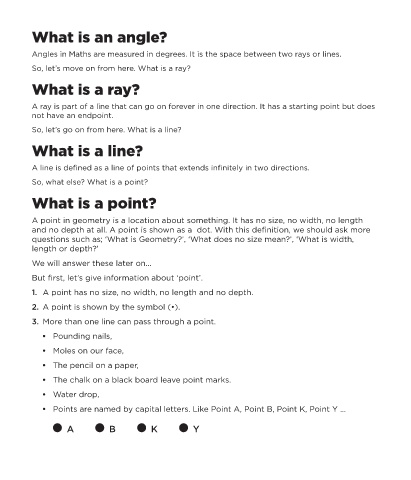 What is an angle?
Angles in Maths are measured in degrees. It is the space between two rays or lines.
So, let's move on from here. What is a ray?
What is a ray?
A ray is part of a line that can go on forever in one direction. It has a starting point but does
not have an endpoint.
So, let's go on from here. What is a line?
What is a line?
A line is defined as a line of points that extends infinitely in two directions.
So, what else? What is a point?
What is a point?
A point in geometry is a location about something. It has no size, no width, no length
and no depth at all. A point is shown as a  dot. With this definition, we should ask more
questions such as; 'What is Geometry?', 'What does no size mean?', 'What is width,
length or depth?'
We will answer these later on...
But first, let's give information about 'point'.
1. A point has no size, no width, no length and no depth.
2. A point is shown by the symbol (•).
3. More than one line can pass through a point.
• Pounding nails,
• Moles on our face,
• The pencil on a paper,
• The chalk on a black board leave point marks.
• Water drop,
• Points are named by capital letters. Like Point A, Point B, Point K, Point Y ...
● A ● B ● K ● Y